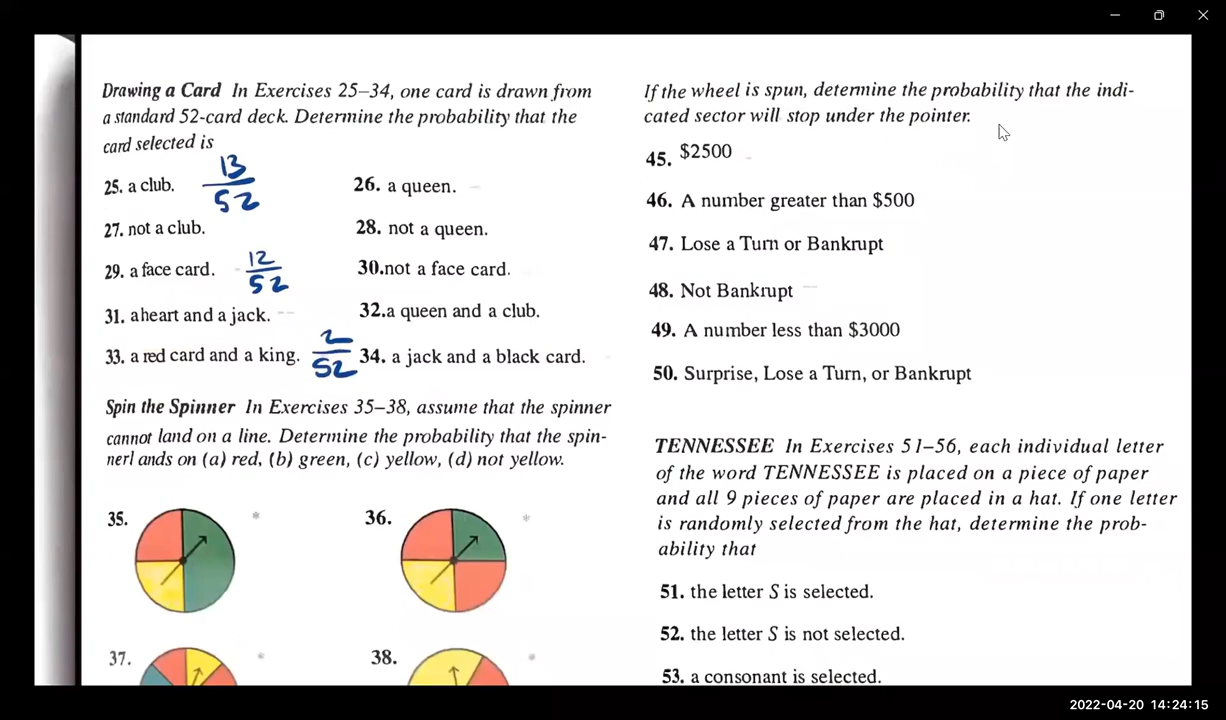 Drawing a Card In Exercises 25–34, one card is drawn from
a standard 52-card deck. Determine the probability that the
card selected is
25. a club. 13/52
26. a queen.
27. not a club.
28. not a queen.
29. a face card. 12/52
30.not a face card.
31. aheart and a jack.
32.a queen and a club.
33. a red card and a king. 2/52
34. a jack and a black card.
Spin the Spinner In Exercises 35–38, assume that the spinner
cannot land on a line. Determine the probability that the spin-
nerl ands on (a) red, (b) green, (c) yellow, (d) not yellow.
35. *
36. *
37. *
38. *
If the wheel is spun, determine the probability that the indi-
cated sector will stop under the pointer.
45. $2500
46. A number greater than $500
47. Lose a Turn or Bankrupt
48. Not Bankrupt
49. A number less than $3000
50. Surprise, Lose a Turn, or Bankrupt
TENNESSEE In Exercises 51–56, each individual letter
of the word TENNESSEE is placed on a piece of paper
and all 9 pieces of paper are placed in a hat. If one letter
is randomly selected from the hat, determine the prob-
ability that
51. the letter S is selected.
52. the letter S is not selected.
53. a consonant is selected.
2022-04-20 14:24:15